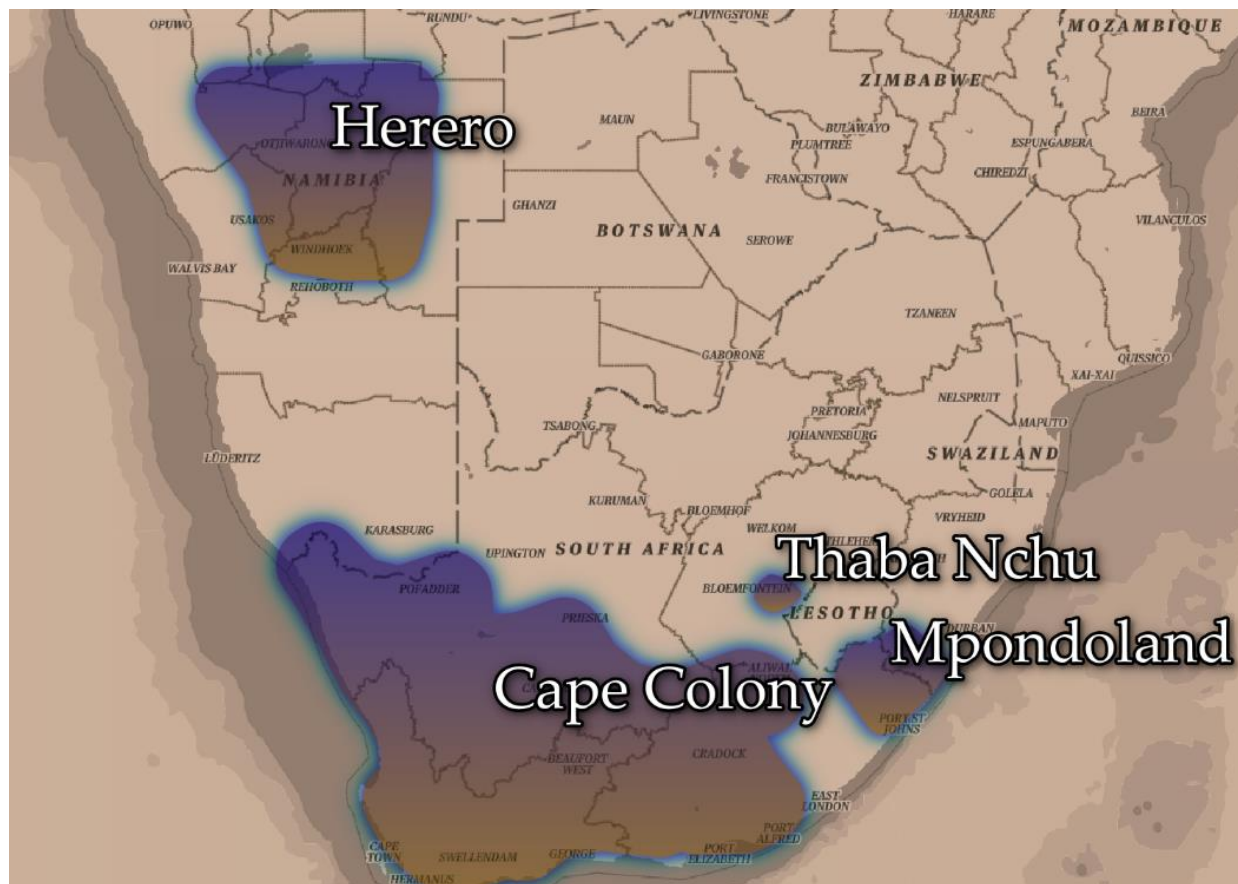 OPUWO
RUNDU
LIVINGSTONE
HARARE
MOZAMBIQUE
ZIMBABWE
Herero
MAUN
BEIRA
BULAWAYO
OTJIWARONG
PLUMTREE
ESPUNGABERA
NAMIBIA
FRANCISTOWN
CHIREDZI
GHANZI
USAKOS
VILANCULOS
BOTSWANA
SEROWE
WINDHOEK
WALVIS BAY
REHOBOTH
TZANEEN
GABORONE
QUISSICO
XAI-XAI
NELSPRUIT
PRETORIA
MAPUTO
TSABONG
JOHANNESBURG
SWAZILAND
LÜDERITZ
GOLELA
KURUMAN
BLOEMHOF
VRYHEID
KARASBURG
WELKOM
UPINGTON
SOUTH AFRICA
THLEHEM
Thaba Nchu
POFADDER
BLOEMFONTEIN
LESOTHO
PRIESKA
DURBAN
Mpondoland
ALIWAL
Cape Colony
PORT ST
JOHNS
BEAUFORT
WEST
CRADOCK
EAST
LONDON
PORT
ALFRED
CAPE
TOWN
SWELLENDAM
GEORGE
PORT
ELIZABETH
HERMANUS